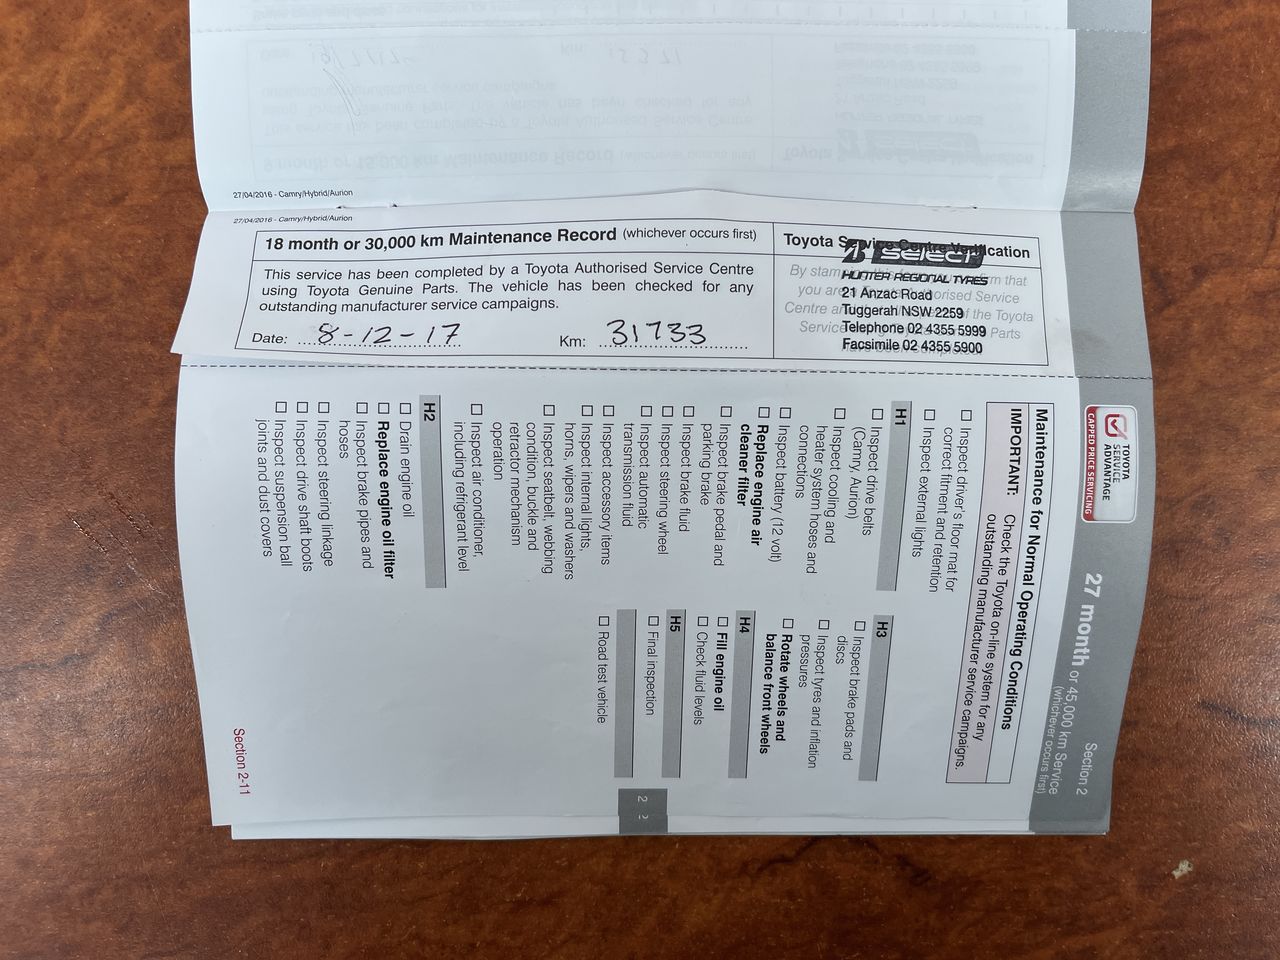 27/04/2016 - Camry/Hybrid/Aurion
27/04/2016 - Camry/Hybrid/Aurion
18 month or 30,000 km Maintenance Record (whichever occurs first)
This service has been completed by a Toyota Authorised Service Centre
using Toyota Genuine Parts. The vehicle has been checked for any
outstanding manufacturer service campaigns.
Date: 8-12-17 Km: 31733
Toyota Service Centre Verification
SELECT
HUNTER REGIONAL TYRES
21 Anzac Road
Tuggerah NSW 2259
Telephone 02 4355 5999
Facsimile 02 4355 5900
By that
you are Authorised Service
Centre of the Toyota
Parts
TOYOTA
SERVICE
ADVANTAGE
CAPPED PRICE SERVICING
Section 2
27 month or 45,000 km Service
(whichever occurs first)
Maintenance for Normal Operating Conditions
IMPORTANT: Check the Toyota on-line system for any
outstanding manufacturer service campaigns.
☐ Inspect driver's floor mat for
correct fitment and retention
☐ Inspect external lights
H1
☐ Inspect drive belts
(Camry, Aurion)
☐ Inspect cooling and
heater system hoses and
connections
☐ Inspect battery (12 volt)
☐ Replace engine air
cleaner filter
☐ Inspect brake pedal and
parking brake
☐ Inspect brake fluid
☐ Inspect steering wheel
☐ Inspect automatic
transmission fluid
☐ Inspect accessory items
☐ Inspect internal lights,
horns, wipers and washers
☐ Inspect seatbelt, webbing
condition, buckle and
retractor mechanism
operation
☐ Inspect air conditioner,
including refrigerant level
H2
☐ Drain engine oil
☐ Replace engine oil filter
☐ Inspect brake pipes and
hoses
☐ Inspect steering linkage
☐ Inspect drive shaft boots
☐ Inspect suspension ball
joints and dust covers
H3
☐ Inspect brake pads and
discs
☐ Inspect tyres and inflation
pressures
☐ Rotate wheels and
balance front wheels
H4
☐ Fill engine oil
☐ Check fluid levels
H5
☐ Final inspection
☐ Road test vehicle
2
2
Section 2-11